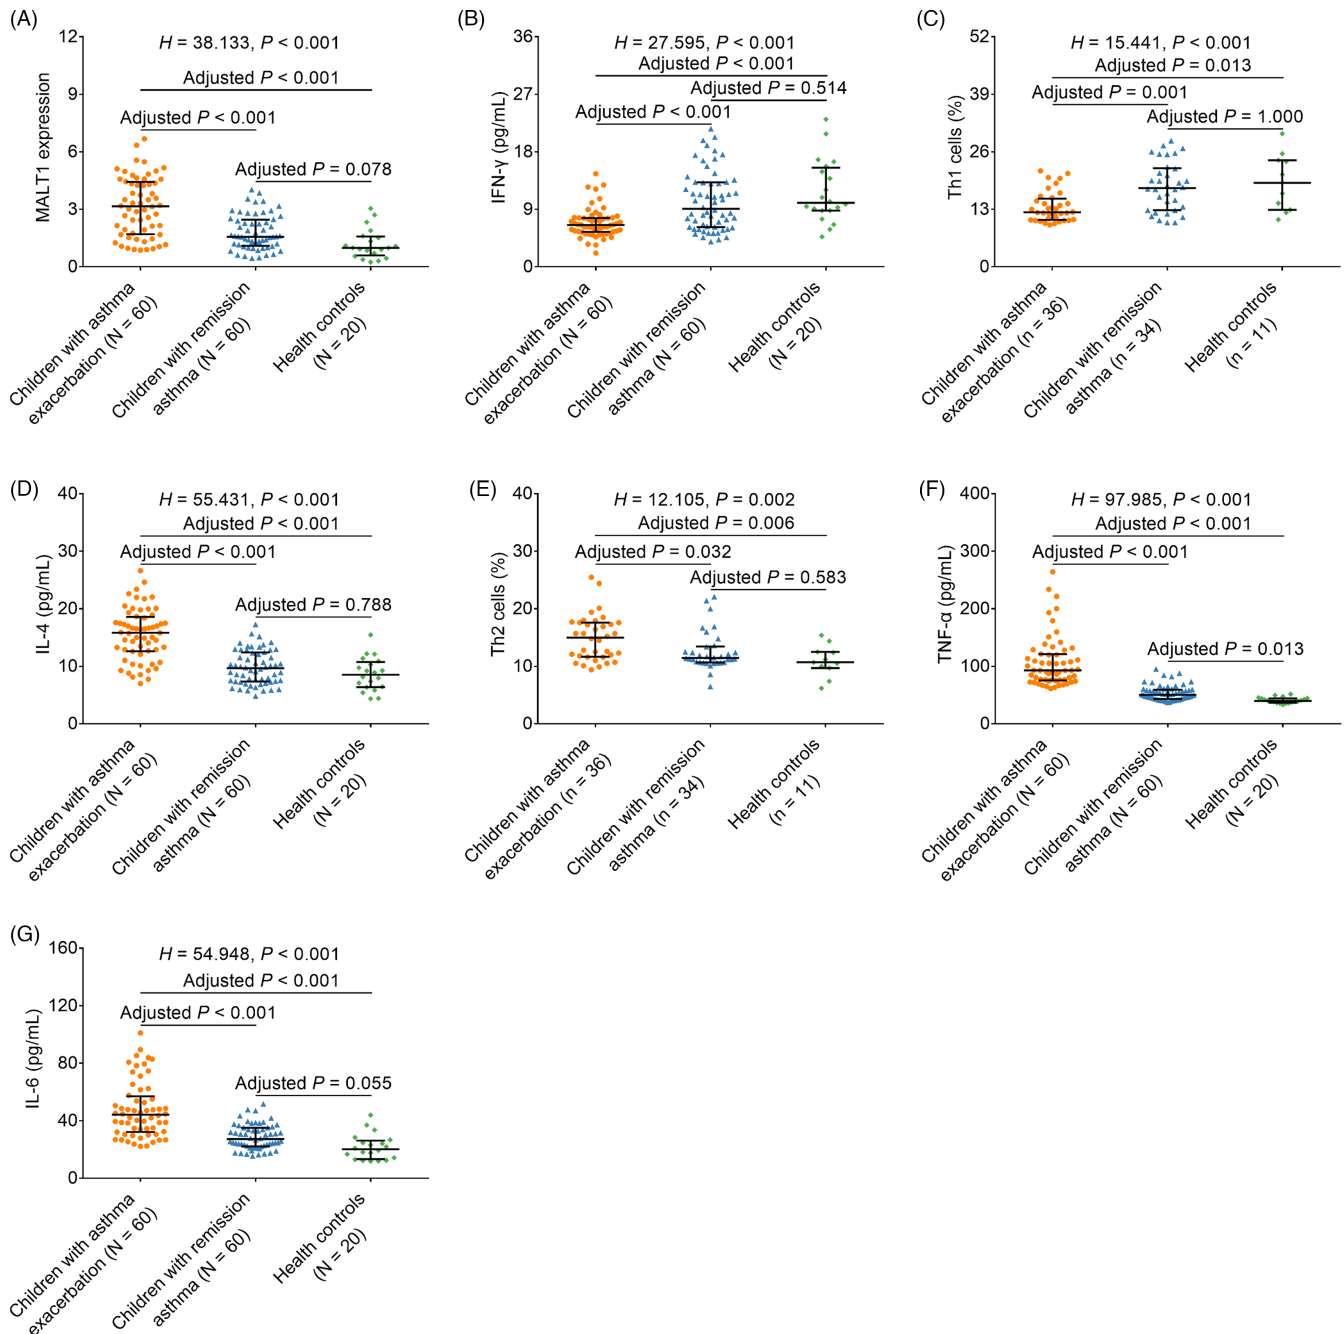 (A)
12
9
6
3
0
MALT1 expression
H = 38.133, P < 0.001
Adjusted P < 0.001
Adjusted P < 0.001
Adjusted P = 0.078
Children with asthma
exacerbation (N = 60)
Children with remission
asthma (N = 60)
Health controls
(N = 20)
(B)
36
27
18
9
0
IFN-γ (pg/mL)
H = 27.595, P < 0.001
Adjusted P < 0.001
Adjusted P = 0.514
Adjusted P < 0.001
Children with asthma
exacerbation (N = 60)
Children with remission
asthma (N = 60)
Health controls
(N = 20)
(C)
52
39
26
13
0
Th1 cells (%)
H = 15.441, P < 0.001
Adjusted P = 0.013
Adjusted P = 0.001
Adjusted P = 1.000
Children with asthma
exacerbation (n = 36)
Children with remission
asthma (n = 34)
Health controls
(n = 11)
(D)
40
30
20
10
0
IL-4 (pg/mL)
H = 55.431, P < 0.001
Adjusted P < 0.001
Adjusted P < 0.001
Adjusted P = 0.788
Children with asthma
exacerbation (N = 60)
Children with remission
asthma (N = 60)
Health controls
(N = 20)
(E)
40
30
20
10
0
Th2 cells (%)
H = 12.105, P = 0.002
Adjusted P = 0.006
Adjusted P = 0.032
Adjusted P = 0.583
Children with asthma
exacerbation (n = 36)
Children with remission
asthma (n = 34)
Health controls
(n = 11)
(F)
400
300
200
100
0
TNF-α (pg/mL)
H = 97.985, P < 0.001
Adjusted P < 0.001
Adjusted P < 0.001
Adjusted P = 0.013
Children with asthma
exacerbation (N = 60)
Children with remission
asthma (N = 60)
Health controls
(N = 20)
(G)
160
120
80
40
0
IL-6 (pg/mL)
H = 54.948, P < 0.001
Adjusted P < 0.001
Adjusted P < 0.001
Adjusted P = 0.055
Children with asthma
exacerbation (N = 60)
Children with remission
asthma (N = 60)
Health controls
(N = 20)